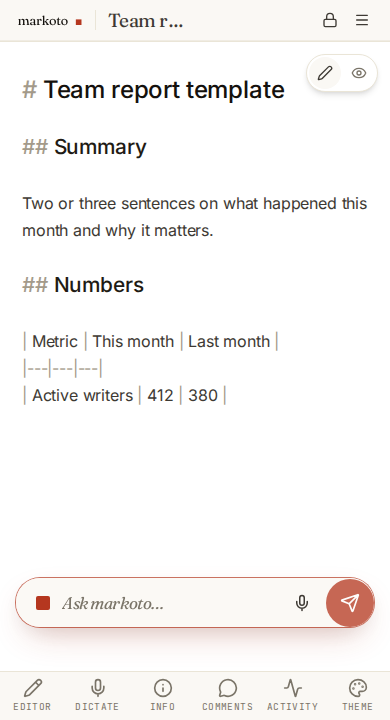 markoto
Team r...
# Team report template
## Summary
Two or three sentences on what happened this
month and why it matters.
## Numbers
| Metric | This month | Last month |
|---|---|---|
| Active writers | 412 | 380 |
Ask markoto...
EDITOR DICTATE INFO COMMENTS ACTIVITY THEME